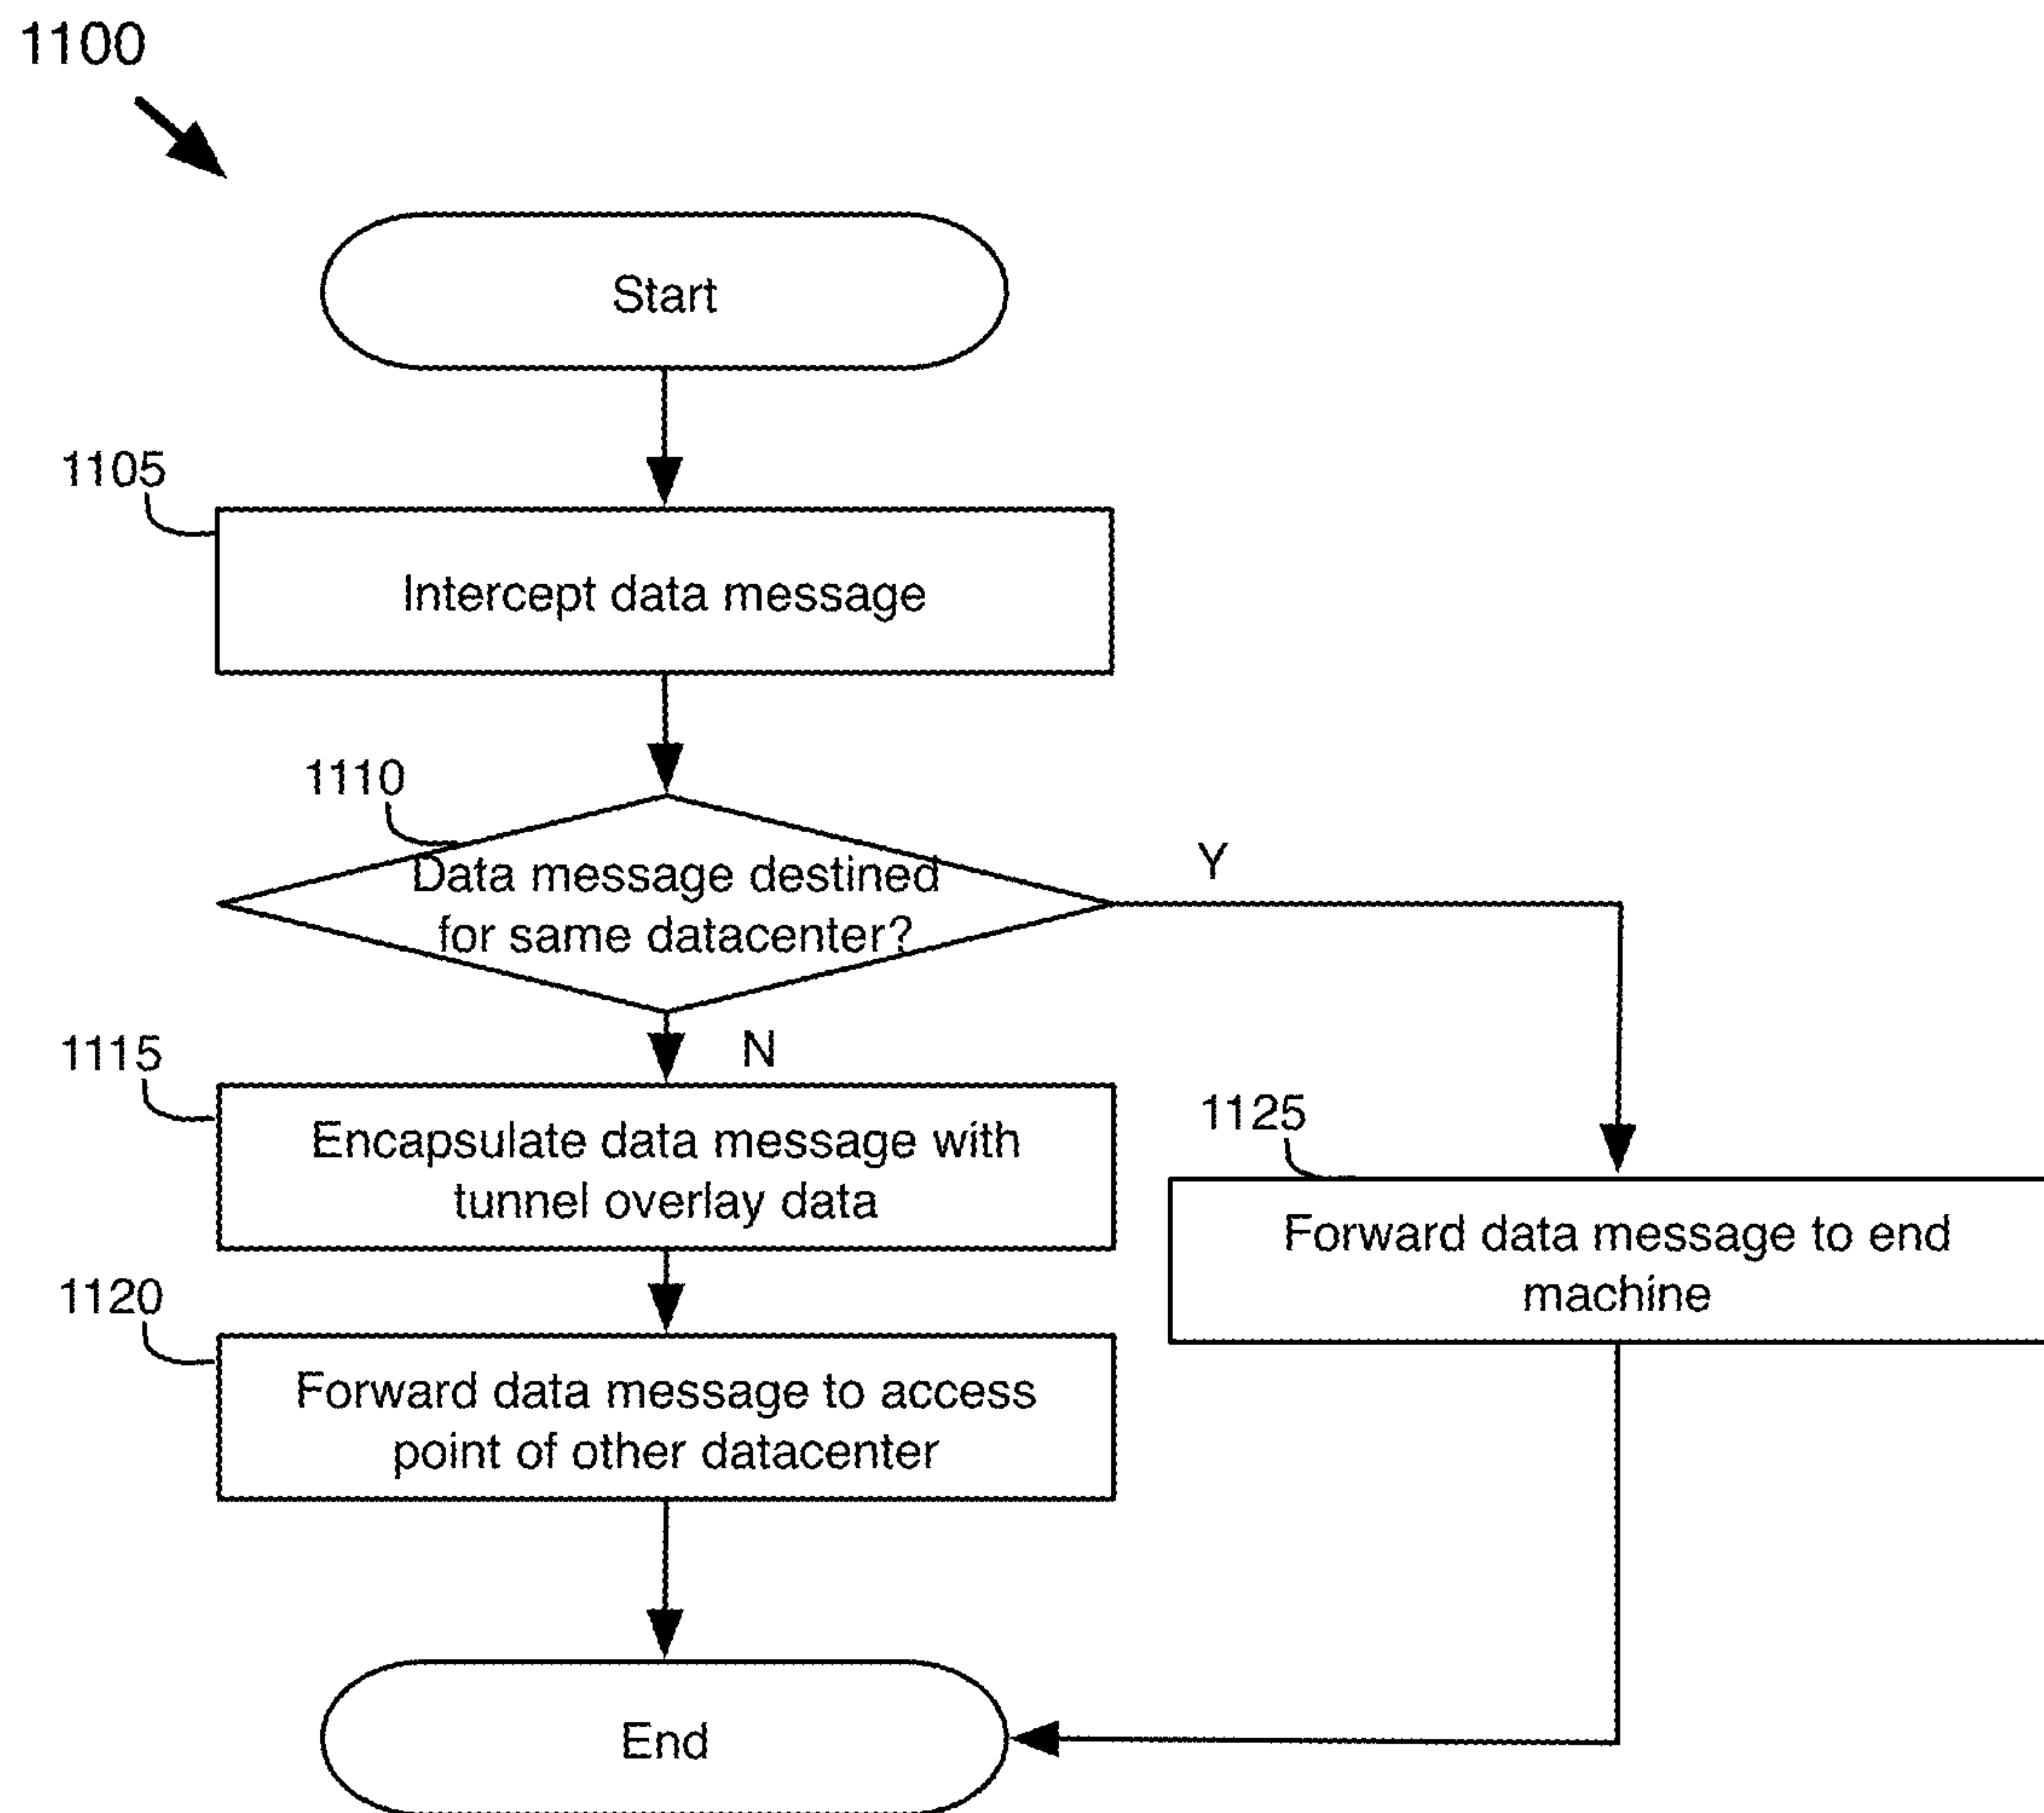 1100
Start
1105
Intercept data message
1110
Data message destined
for same datacenter?
Y
N
1115
Encapsulate data message with
tunnel overlay data
1125
Forward data message to end
machine
1120
Forward data message to access
point of other datacenter
End